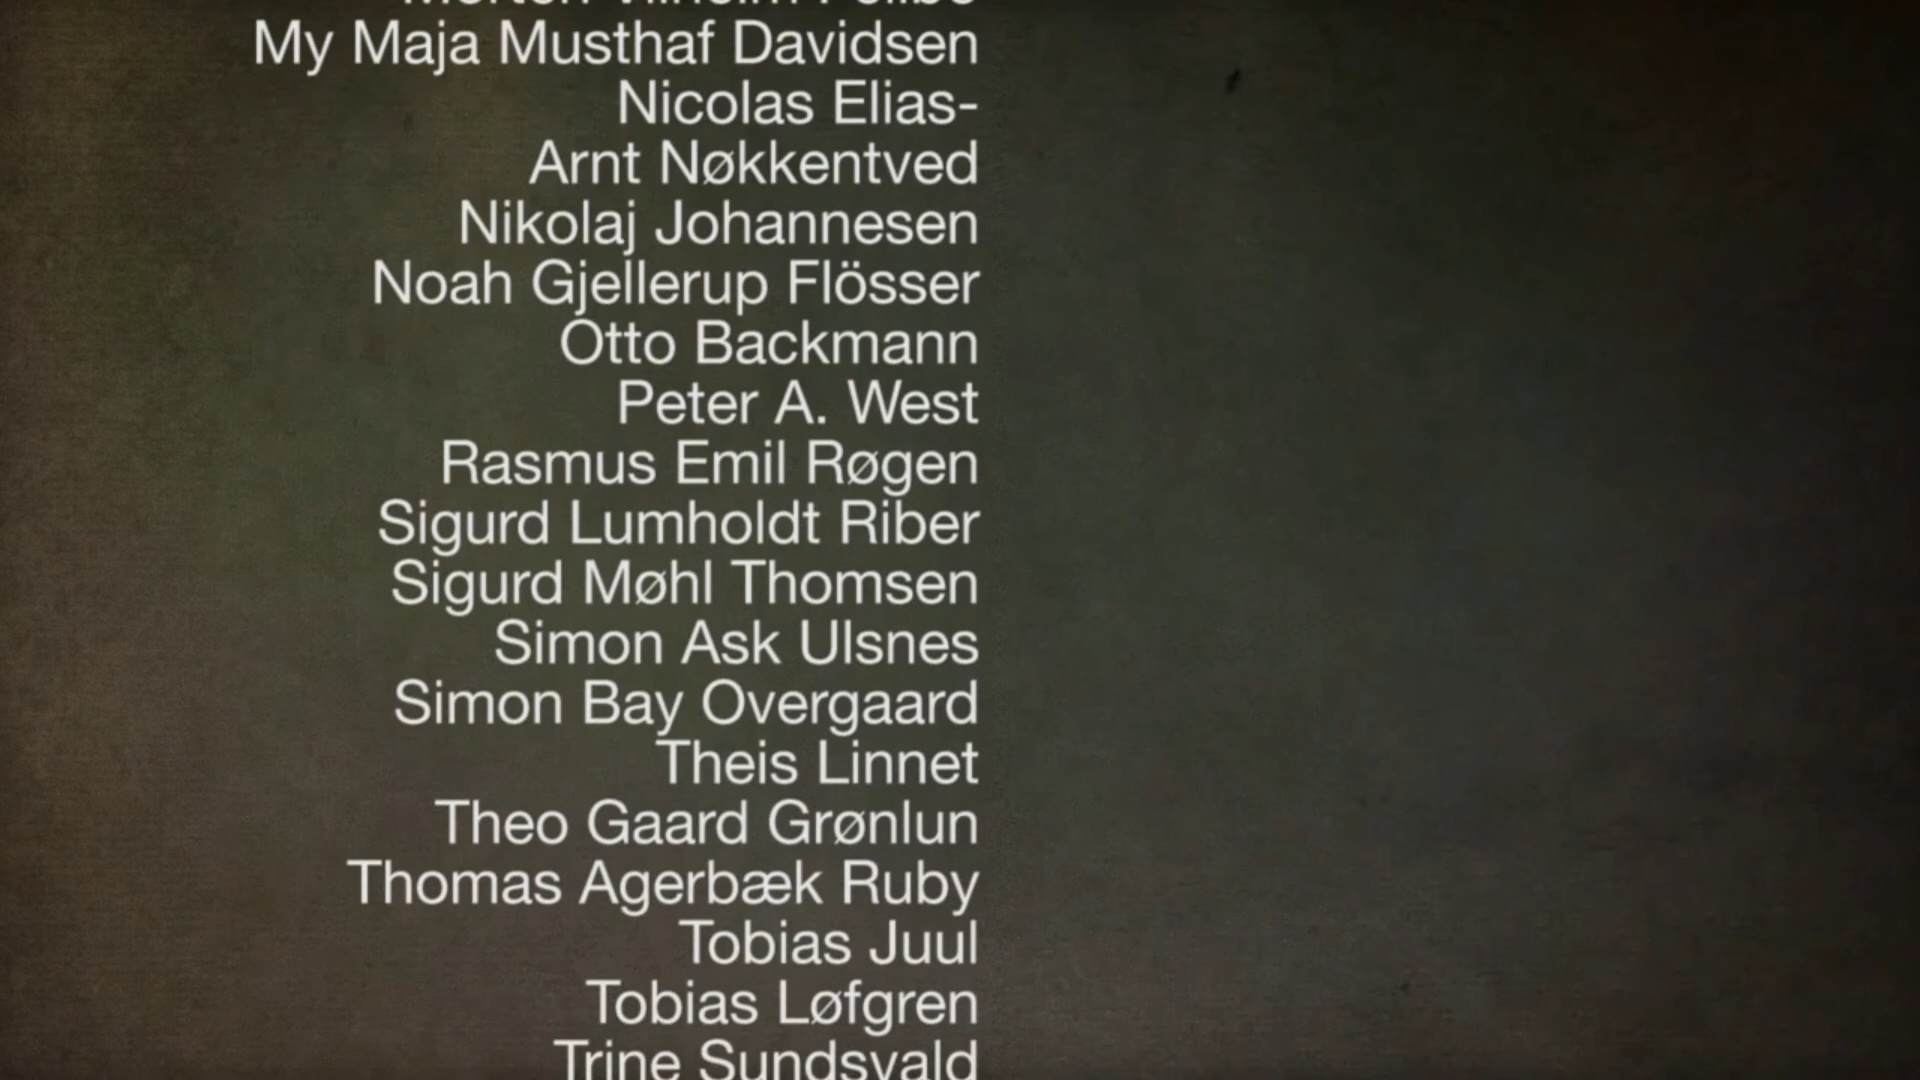 My Maja Musthaf Davidsen
Nicolas Elias-
Arnt Nøkkentved
Nikolaj Johannesen
Noah Gjellerup Flösser
Otto Backmann
Peter A. West
Rasmus Emil Røgen
Sigurd Lumholdt Riber
Sigurd Møhl Thomsen
Simon Ask Ulsnes
Simon Bay Overgaard
Theis Linnet
Theo Gaard Grønlun
Thomas Agerbæk Ruby
Tobias Juul
Tobias Løfgren
Trine Sundsvald